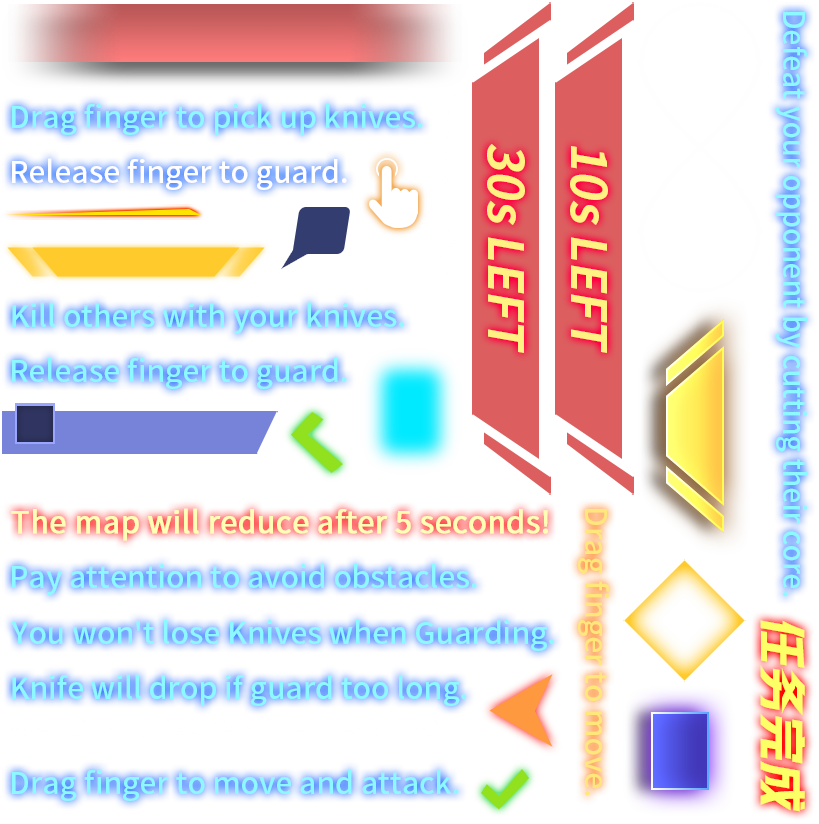 Drag finger to pick up knives.
Release finger to guard.
Kill others with your knives.
Release finger to guard.
The map will reduce after 5 seconds!
Pay attention to avoid obstacles.
You won't lose Knives when Guarding.
Knife will drop if guard too long.
Drag finger to move and attack.
30s LEFT
10s LEFT
Drag finger to move.
Defeat your opponent by cutting their core.
任务完成